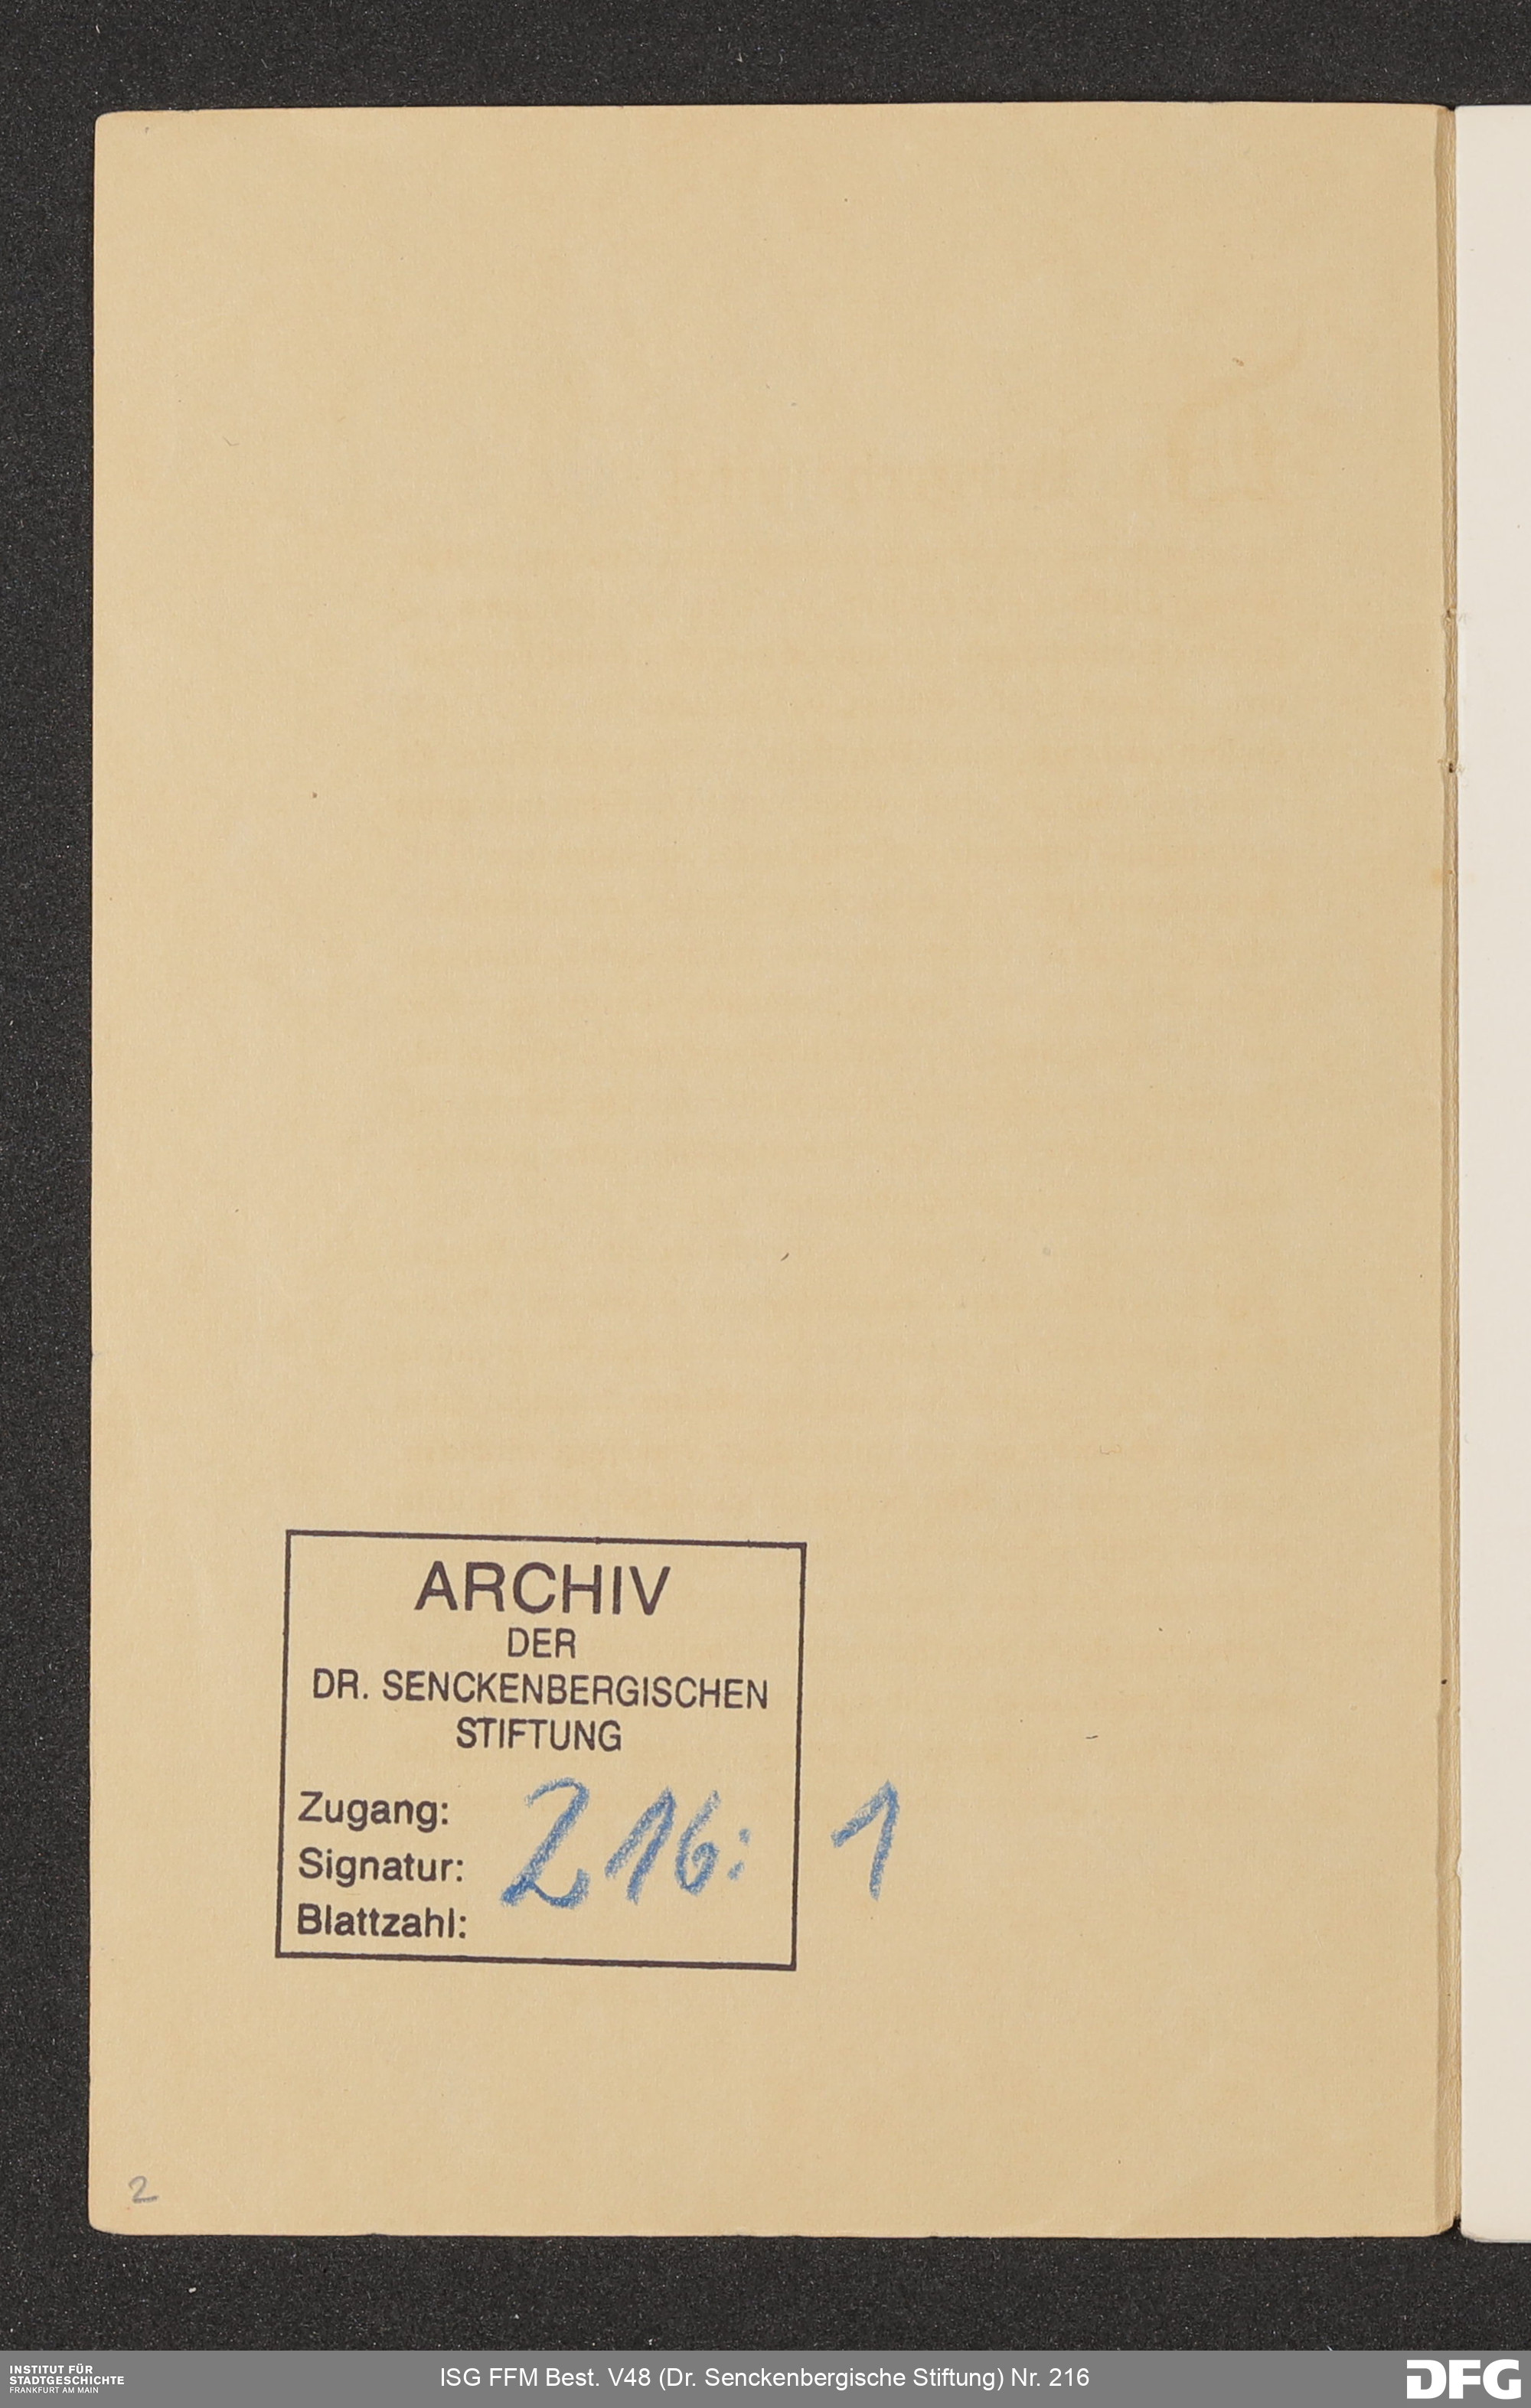 ARCHIV
DER
DR. SENCKENBERGISCHEN
STIFTUNG
Zugang:
Signatur: 216: 1
Blattzahl:
2
INSTITUT FÜR
STADTGESCHICHTE
FRANKFURT AM MAIN
ISG FFM Best. V48 (Dr. Senckenbergische Stiftung) Nr. 216
DFG